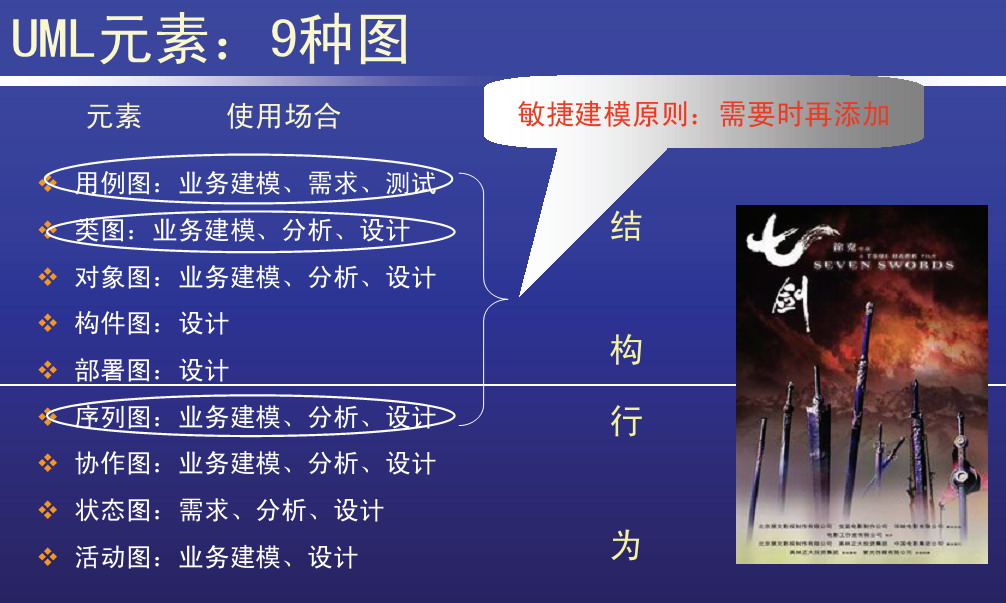 UML元素：9种图
元素 使用场合
敏捷建模原则：需要时再添加
用例图：业务建模、需求、测试
类图：业务建模、分析、设计
对象图：业务建模、分析、设计
构件图：设计
部署图：设计
序列图：业务建模、分析、设计
协作图：业务建模、分析、设计
状态图：需求、分析、设计
活动图：业务建模、设计
结
构
行
为
七
剑
徐克
SEVEN SWORDS